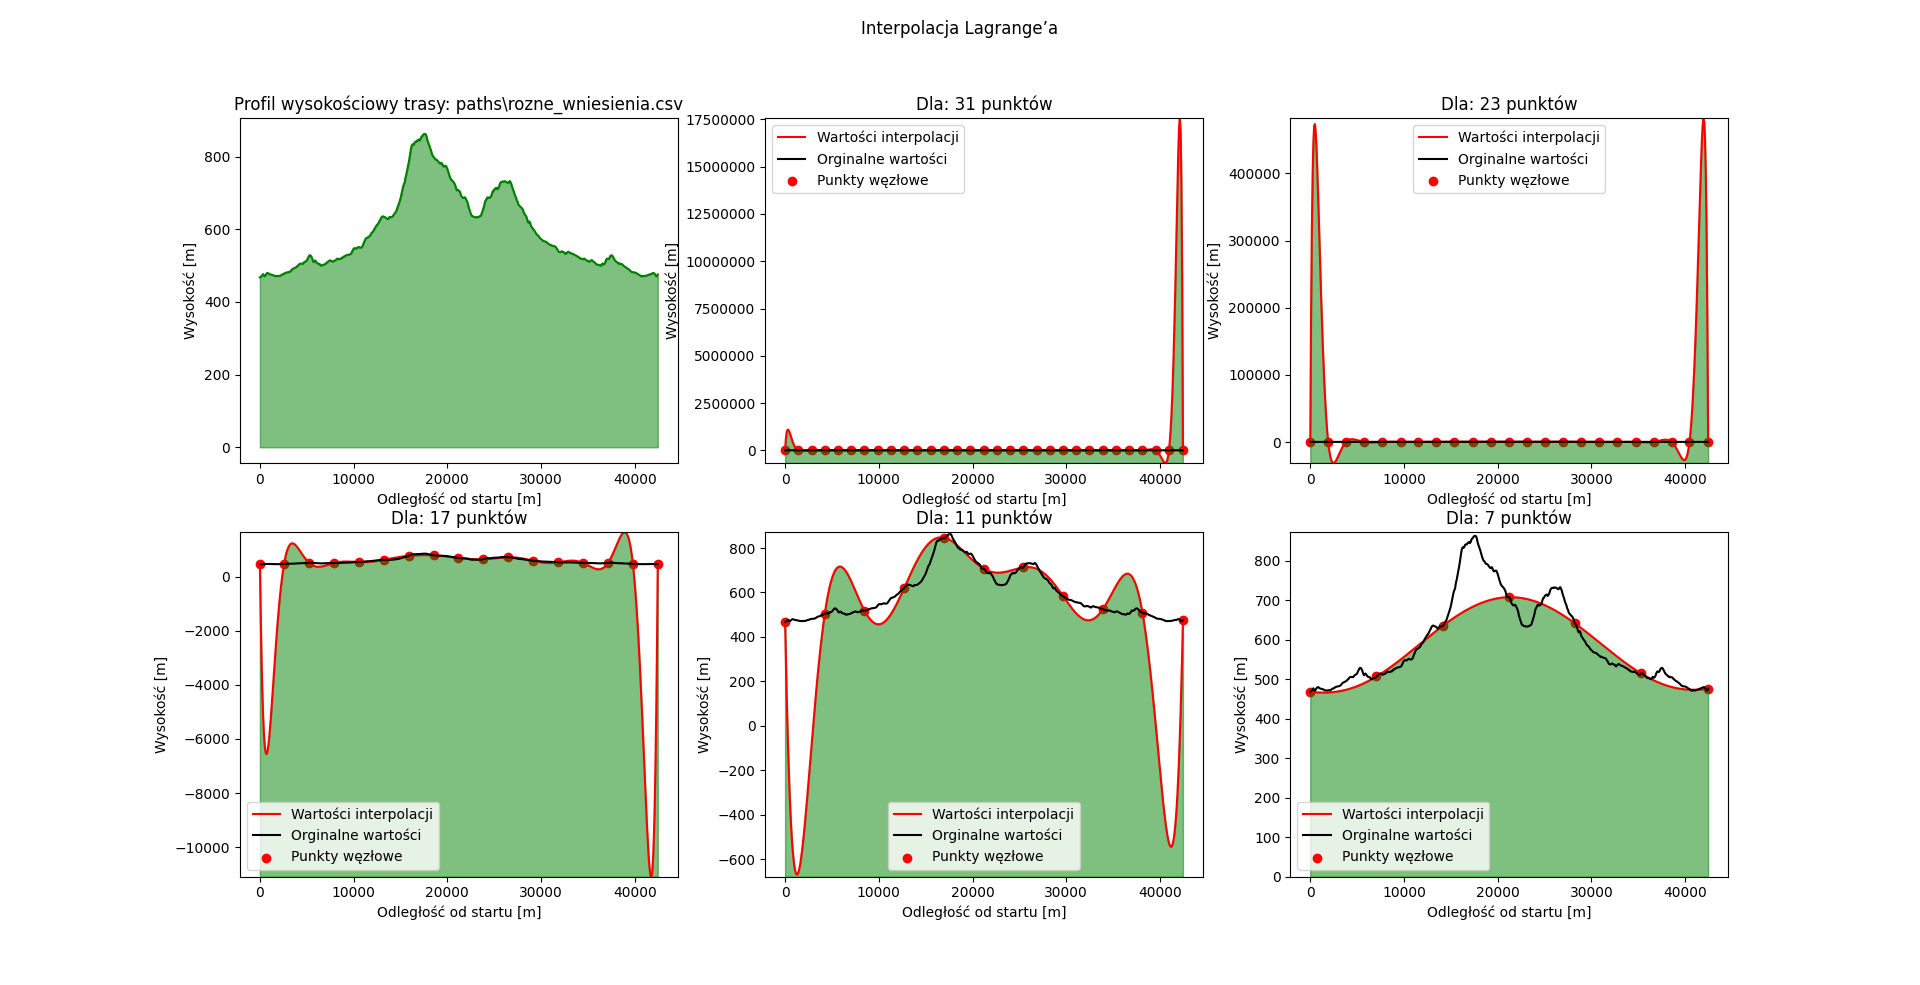 Interpolacja Lagrange’a
Profil wysokościowy trasy: paths\rozne_wniesienia.csv
Wysokość [m]
800
600
400
200
0
0 10000 20000 30000 40000
Odległość od startu [m]
Dla: 31 punktów
Wysokość [m]
17500000
15000000
12500000
10000000
7500000
5000000
2500000
0
Wartości interpolacji
Orginalne wartości
Punkty węzłowe
0 10000 20000 30000 40000
Odległość od startu [m]
Dla: 23 punktów
Wysokość [m]
400000
300000
200000
100000
0
Wartości interpolacji
Orginalne wartości
Punkty węzłowe
0 10000 20000 30000 40000
Odległość od startu [m]
Dla: 17 punktów
Wysokość [m]
0
−2000
−4000
−6000
−8000
−10000
Wartości interpolacji
Orginalne wartości
Punkty węzłowe
0 10000 20000 30000 40000
Odległość od startu [m]
Dla: 11 punktów
Wysokość [m]
800
600
400
200
0
−200
−400
−600
Wartości interpolacji
Orginalne wartości
Punkty węzłowe
0 10000 20000 30000 40000
Odległość od startu [m]
Dla: 7 punktów
Wysokość [m]
800
700
600
500
400
300
200
100
0
Wartości interpolacji
Orginalne wartości
Punkty węzłowe
0 10000 20000 30000 40000
Odległość od startu [m]